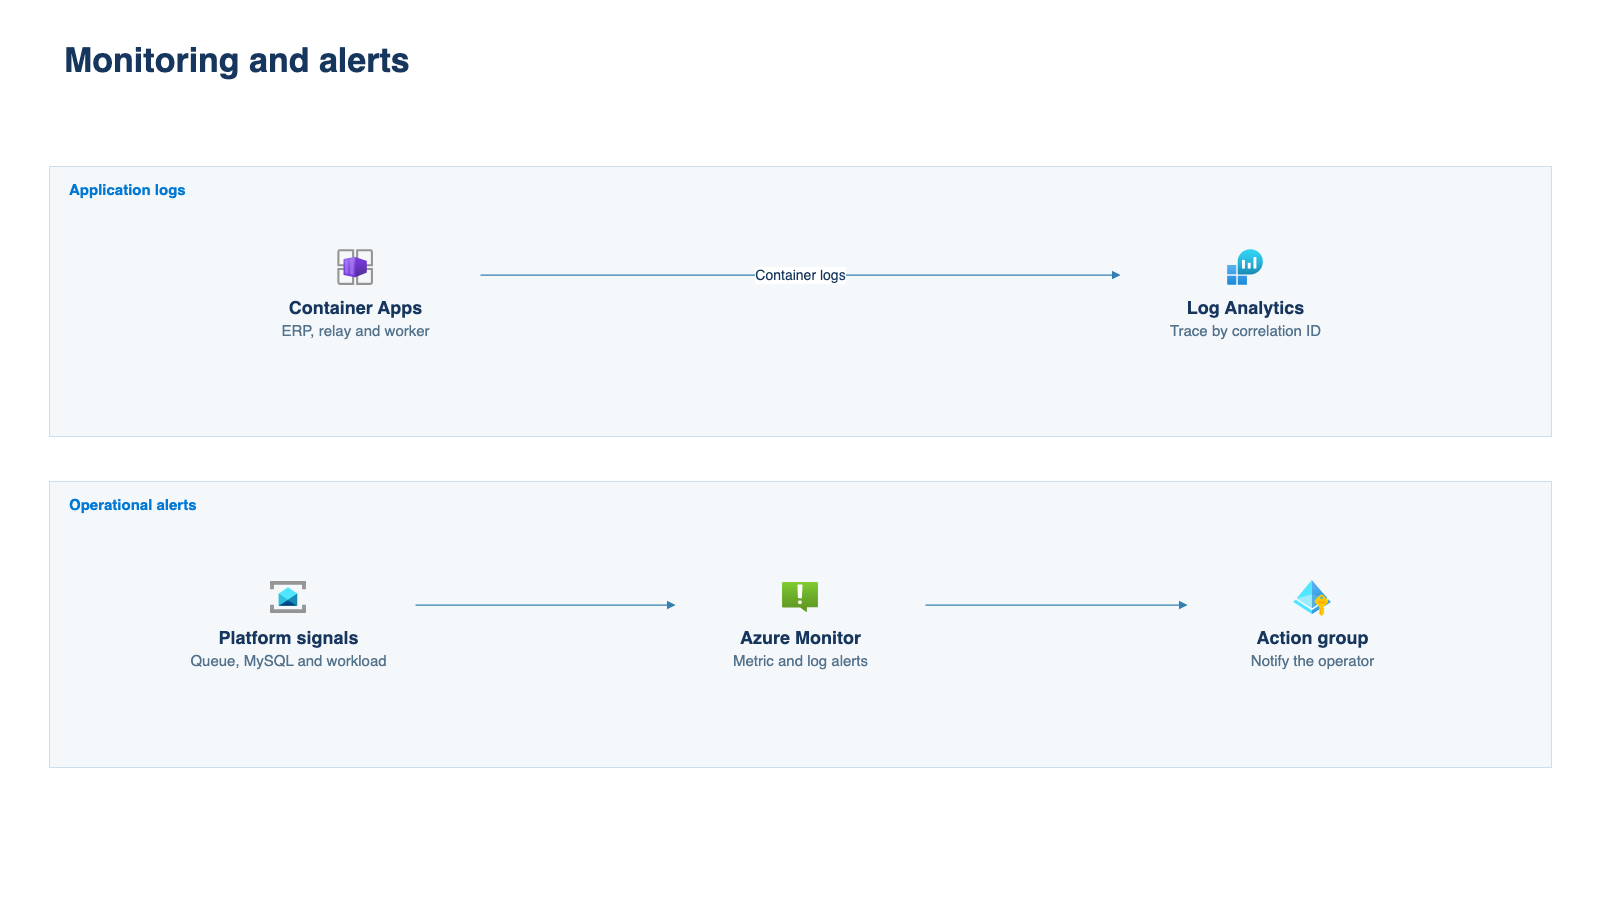 Monitoring and alerts
Application logs
Container logs
Container Apps
ERP, relay and worker
Log Analytics
Trace by correlation ID
Operational alerts
Platform signals
Queue, MySQL and workload
Azure Monitor
Metric and log alerts
Action group
Notify the operator